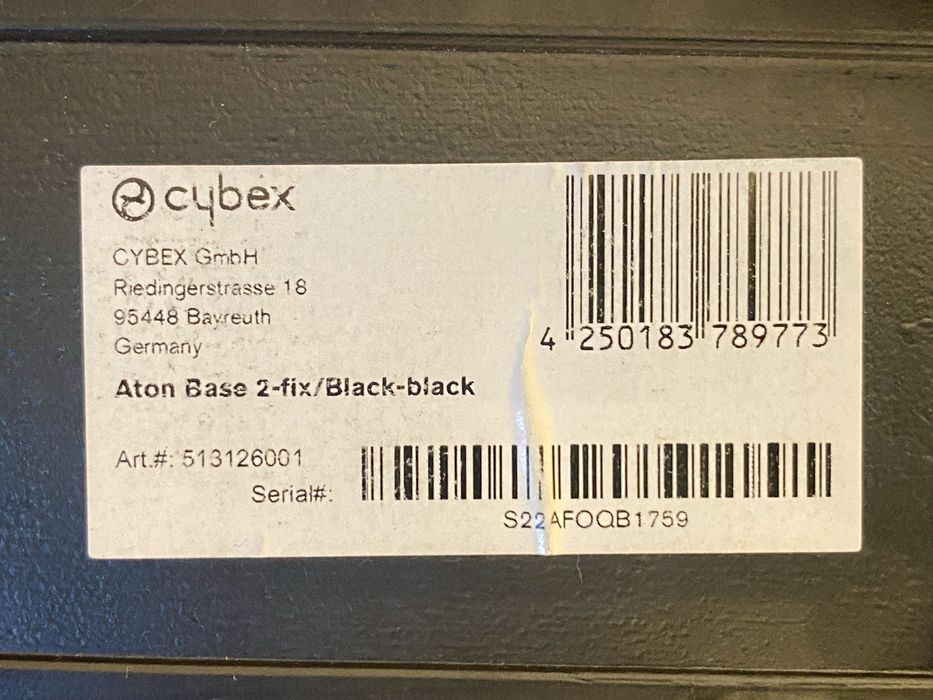 cybex
CYBEX GmbH
Riedingerstrasse 18
95448 Bayreuth
Germany
4 250183 789773
Aton Base 2-fix/Black-black
Art.#: 513126001
Serial#:
S22AFOQB1759